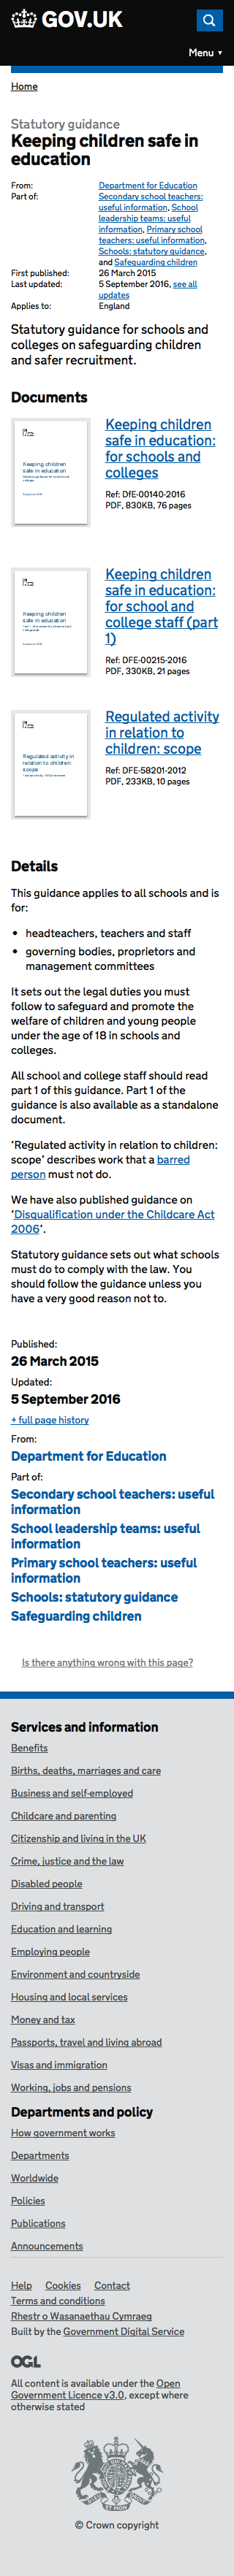 GOV.UK
Menu ▼
Home
Statutory guidance
Keeping children safe in
education
From:
Department for Education
Part of:
Secondary school teachers:
useful information, School
leadership teams: useful
information, Primary school
teachers: useful information,
Schools: statutory guidance,
and Safeguarding children
First published:
26 March 2015
Last updated:
5 September 2016, see all
updates
Applies to:
England
Statutory guidance for schools and
colleges on safeguarding children
and safer recruitment.
Documents
Keeping children
safe in education
Keeping children
safe in education:
for schools and
colleges
Ref: DfE-00140-2016
PDF, 830KB, 76 pages
Keeping children
safe in education
Keeping children
safe in education:
for school and
college staff (part
1)
Ref: DFE-00215-2016
PDF, 330KB, 21 pages
Regulated activity in
relation to children:
scope
Regulated activity
in relation to
children: scope
Ref: DFE-58201-2012
PDF, 233KB, 10 pages
Details
This guidance applies to all schools and is
for:
• headteachers, teachers and staff
• governing bodies, proprietors and
management committees
It sets out the legal duties you must
follow to safeguard and promote the
welfare of children and young people
under the age of 18 in schools and
colleges.
All school and college staff should read
part 1 of this guidance. Part 1 of the
guidance is also available as a standalone
document.
‘Regulated activity in relation to children:
scope’ describes work that a barred
person must not do.
We have also published guidance on
‘Disqualification under the Childcare Act
2006’.
Statutory guidance sets out what schools
must do to comply with the law. You
should follow the guidance unless you
have a very good reason not to.
Published:
26 March 2015
Updated:
5 September 2016
+ full page history
From:
Department for Education
Part of:
Secondary school teachers: useful
information
School leadership teams: useful
information
Primary school teachers: useful
information
Schools: statutory guidance
Safeguarding children
Is there anything wrong with this page?
Services and information
Benefits
Births, deaths, marriages and care
Business and self-employed
Childcare and parenting
Citizenship and living in the UK
Crime, justice and the law
Disabled people
Driving and transport
Education and learning
Employing people
Environment and countryside
Housing and local services
Money and tax
Passports, travel and living abroad
Visas and immigration
Working, jobs and pensions
Departments and policy
How government works
Departments
Worldwide
Policies
Publications
Announcements
Help Cookies Contact
Terms and conditions
Rhestr o Wasanaethau Cymraeg
Built by the Government Digital Service
OGL
All content is available under the Open
Government Licence v3.0, except where
otherwise stated
© Crown copyright